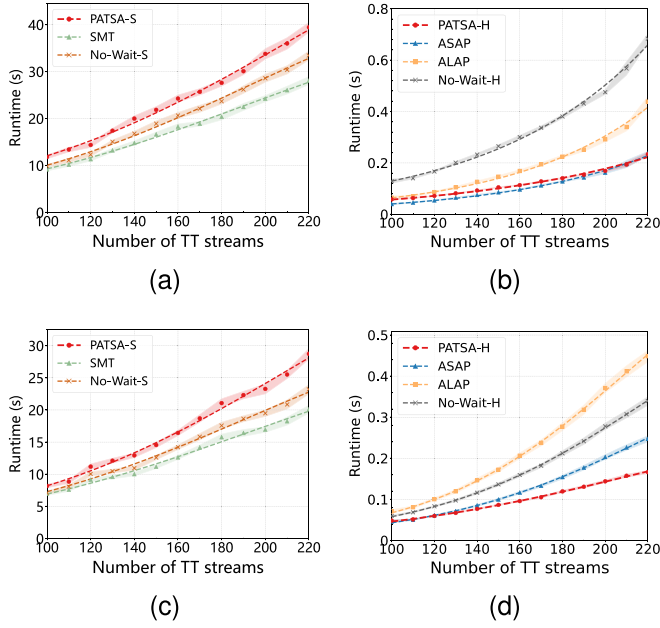 PATSA-S
SMT
No-Wait-S
Runtime (s)
40
30
20
10
0
100 120 140 160 180 200 220
Number of TT streams
(a)
PATSA-H
ASAP
ALAP
No-Wait-H
Runtime (s)
0.8
0.6
0.4
0.2
0.0
100 120 140 160 180 200 220
Number of TT streams
(b)
PATSA-S
SMT
No-Wait-S
Runtime (s)
30
25
20
15
10
5
0
100 120 140 160 180 200 220
Number of TT streams
(c)
PATSA-H
ASAP
ALAP
No-Wait-H
Runtime (s)
0.5
0.4
0.3
0.2
0.1
0.0
100 120 140 160 180 200 220
Number of TT streams
(d)